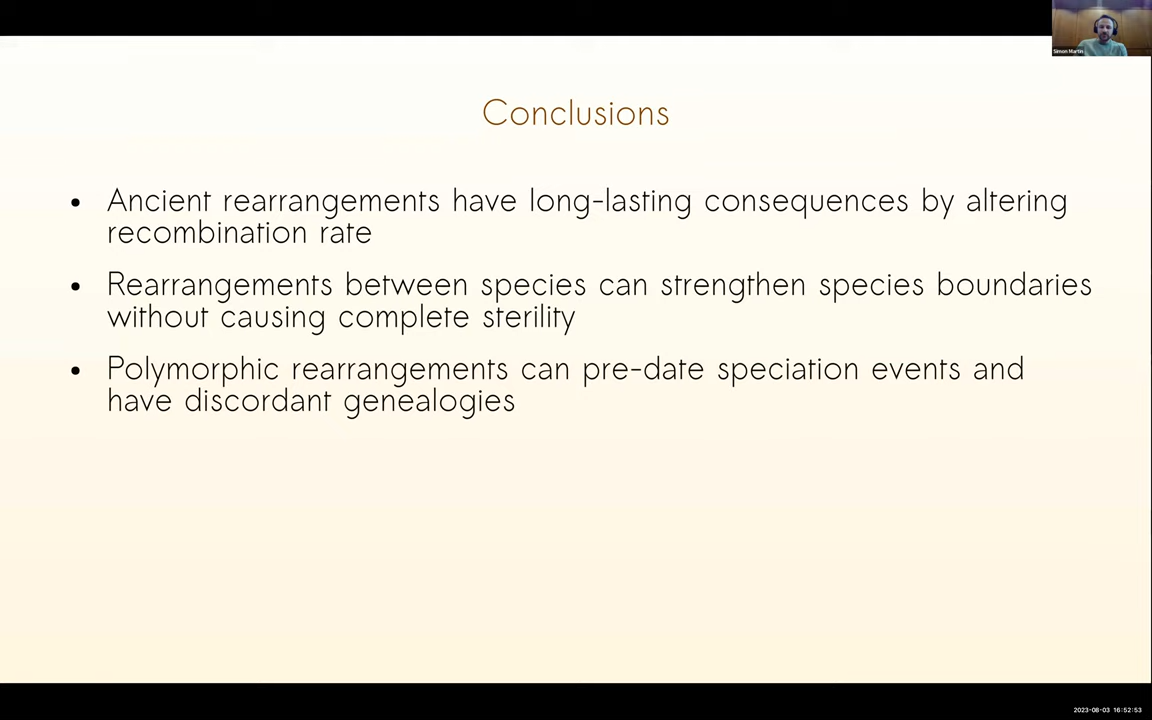 Simon Martin
Conclusions
• Ancient rearrangements have long-lasting consequences by altering
recombination rate
• Rearrangements between species can strengthen species boundaries
without causing complete sterility
• Polymorphic rearrangements can pre-date speciation events and
have discordant genealogies
2023-08-03 16:52:53